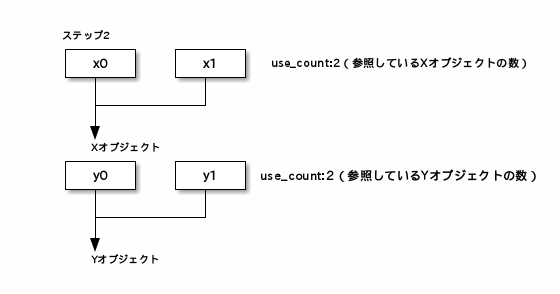 ステップ2
x0
x1
use_count:2 ( 参照しているXオブジェクトの数 )
Xオブジェクト
y0
y1
use_count:2 ( 参照しているYオブジェクトの数 )
Yオブジェクト